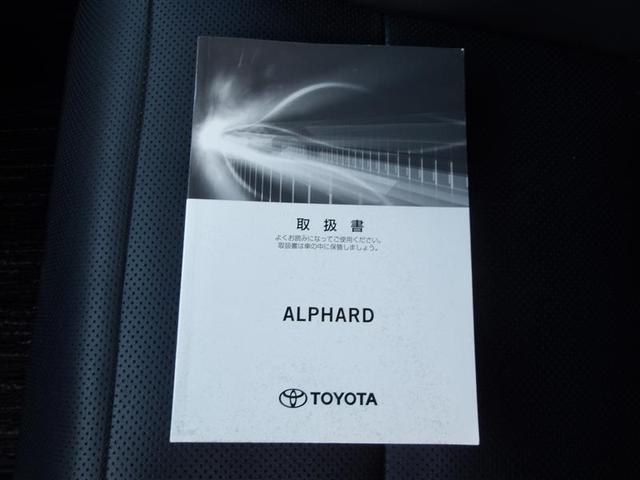 取扱書
よくお読みになってご使用ください。
取扱書は車の中に保管しましょう。
ALPHARD
TOYOTA